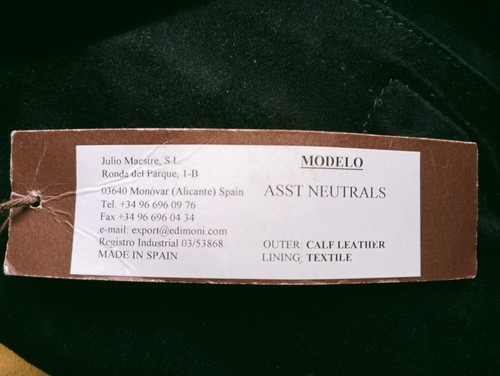 Julio Maestre, S.L.
Ronda del Parque, 1-B
03640 Monóvar (Alicante) Spain
Tel. +34 96 696 09 76
Fax +34 96 696 04 34
e-mail: export@edimoni.com
Registro Industrial 03/53868
MADE IN SPAIN
MODELO
ASST NEUTRALS
OUTER: CALF LEATHER
LINING: TEXTILE